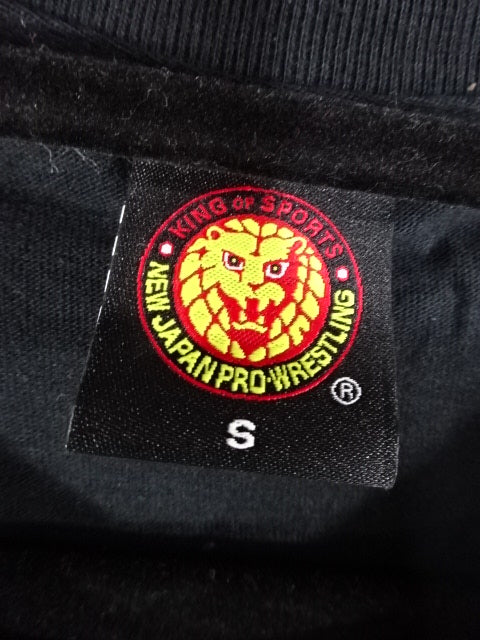 KING OF SPORTS
NEW JAPAN PRO-WRESTLING
®
S